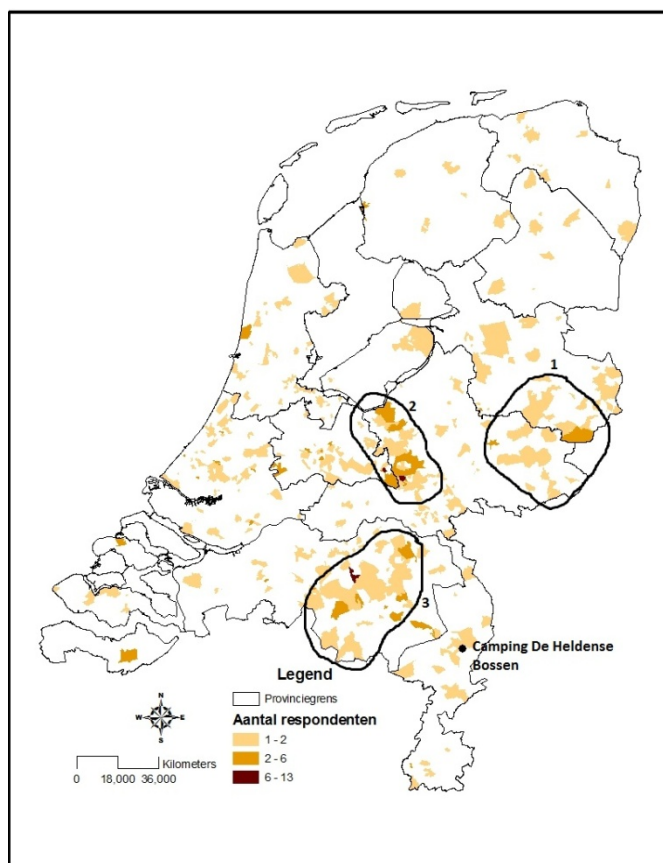 1
2
3
Camping De Heldense
Bossen
Legend
Provinciegrens
Aantal respondenten
1 - 2
2 - 6
6 - 13
N
W E
S
Kilometers
0 18,000 36,000